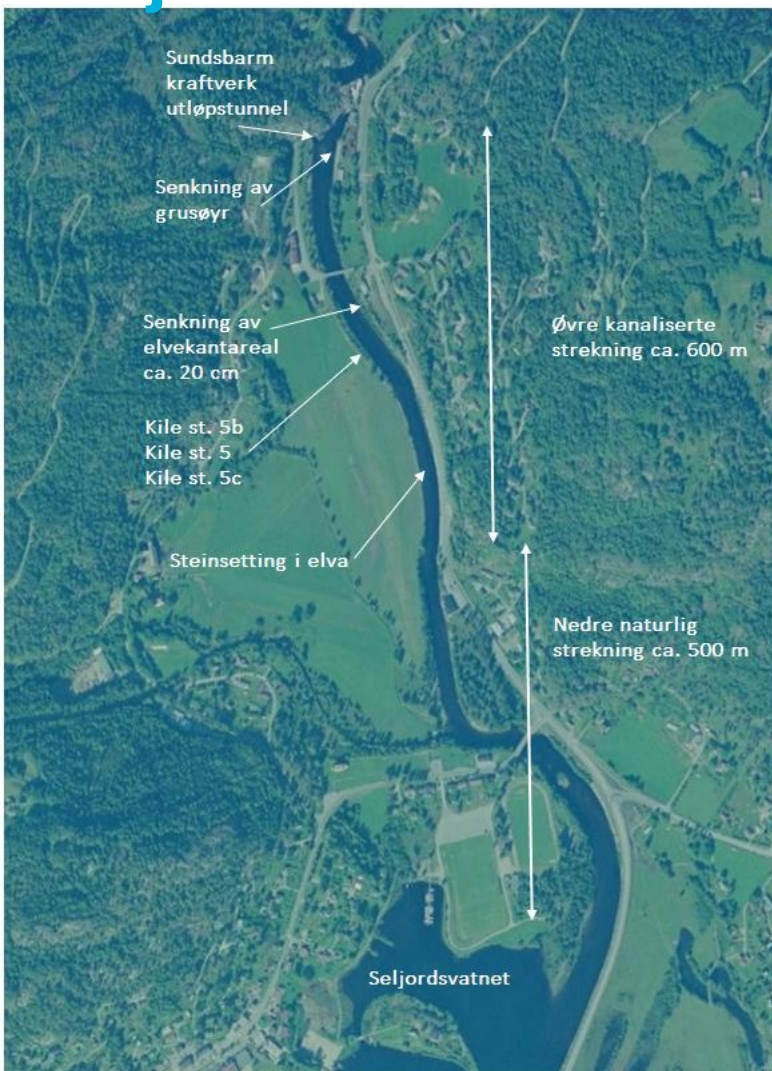 Sundsbarm
kraftverk
utløpstunnel
Senkning av
grusøyr
Senkning av
elvekantareal
ca. 20 cm
Øvre kanaliserte
strekning ca. 600 m
Kile st. 5b
Kile st. 5
Kile st. 5c
Steinsetting i elva
Nedre naturlig
strekning ca. 500 m
Seljordsvatnet